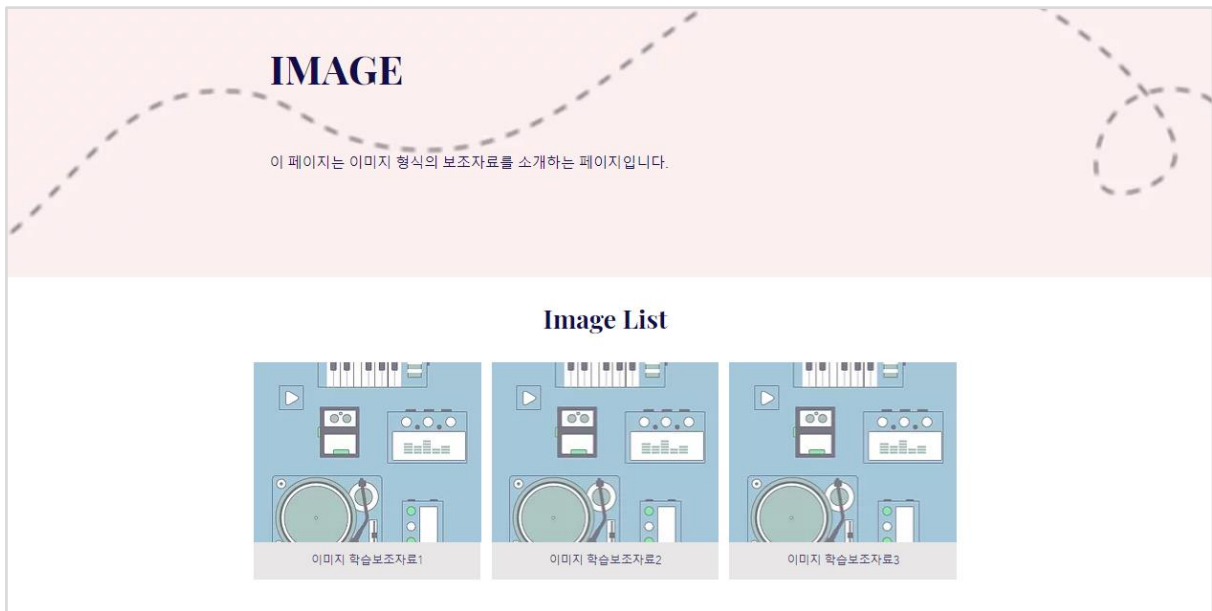 IMAGE
이 페이지는 이미지 형식의 보조자료를 소개하는 페이지입니다.
Image List
이미지 학습보조자료1
이미지 학습보조자료2
이미지 학습보조자료3